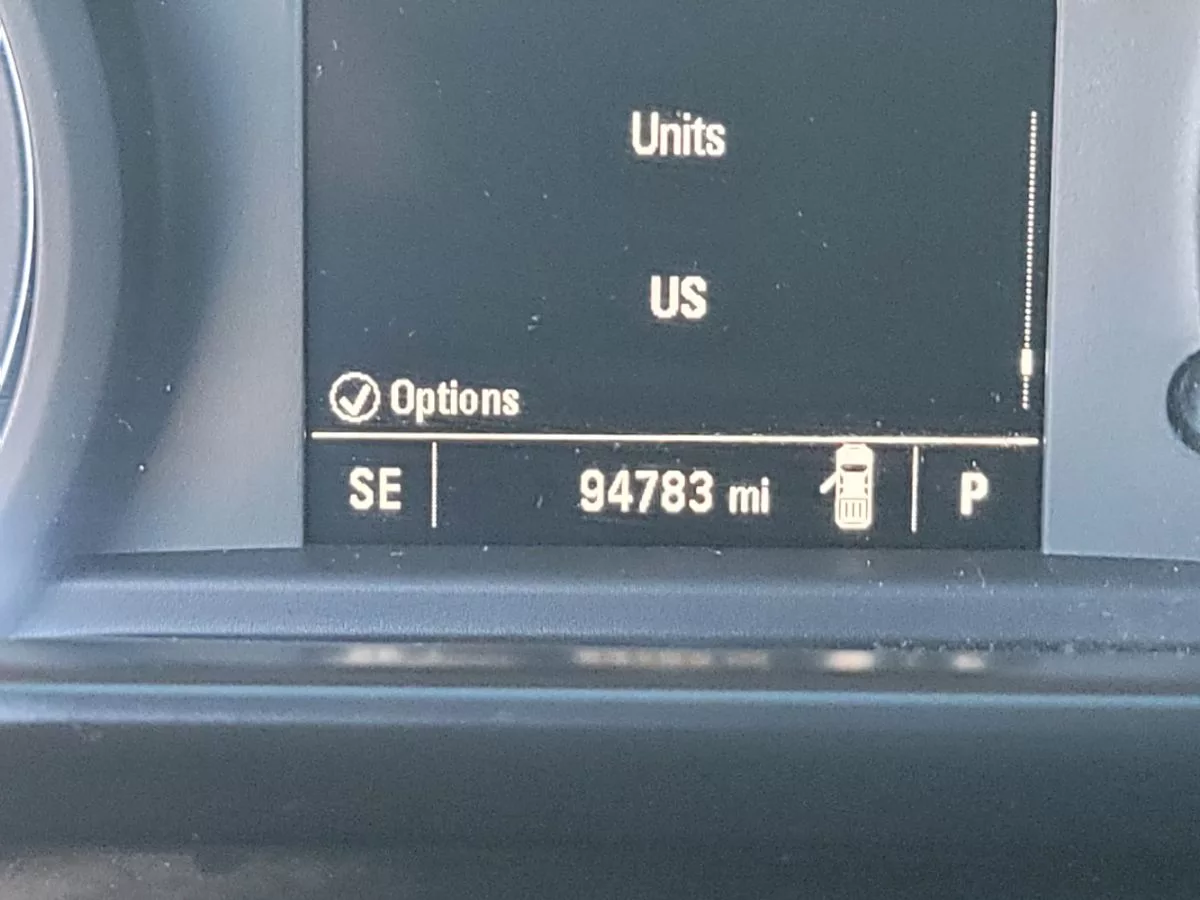 Units
US
Options
SE 94783 mi P